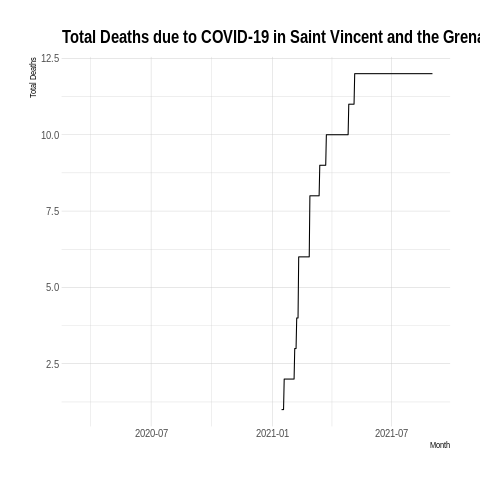 Total Deaths due to COVID-19 in Saint Vincent and the Grena
Total Deaths
12.5
10.0
7.5
5.0
2.5
2020-07
2021-01
2021-07
Month